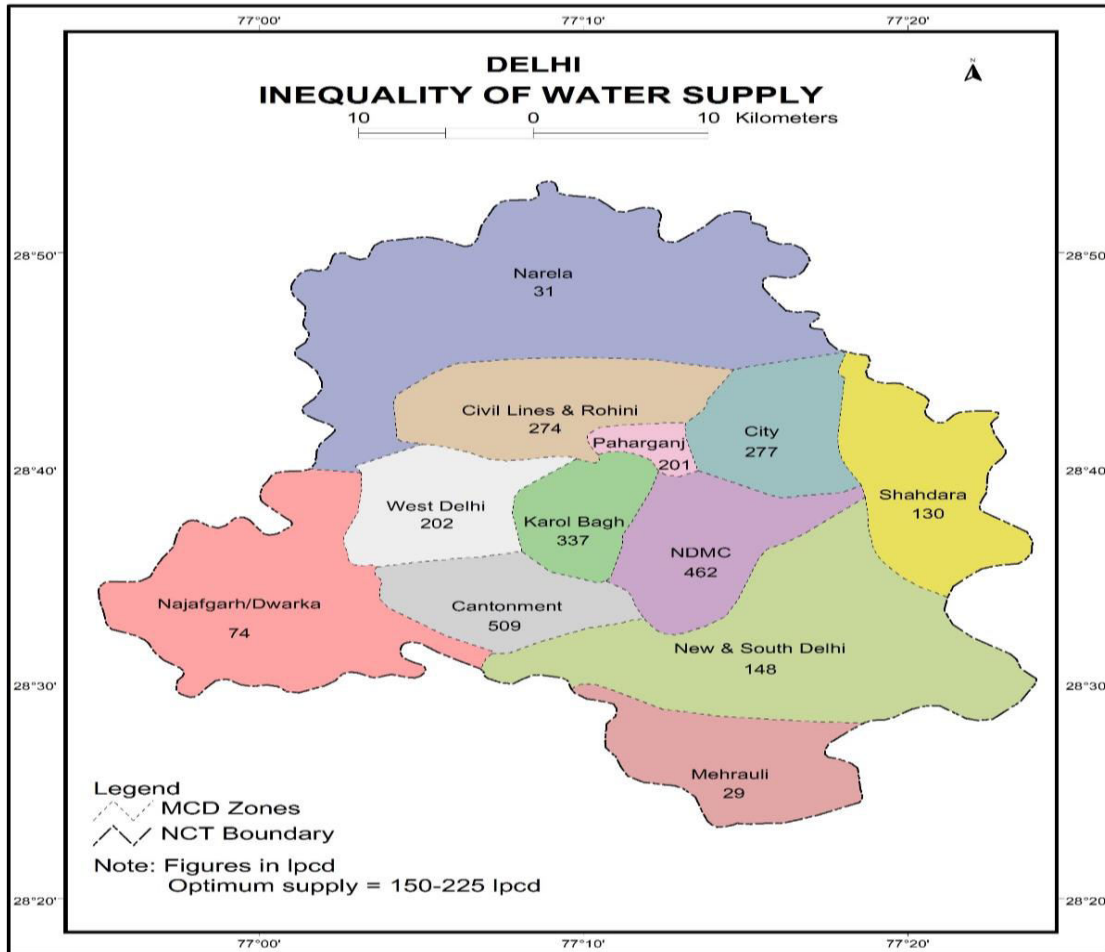 77°00'
77°10'
77°20'
DELHI
INEQUALITY OF WATER SUPPLY
N
10 0 10 Kilometers
28°50'
28°50'
Narela
31
Civil Lines & Rohini
274
Paharganj
201
City
277
28°40'
28°40'
Shahdara
130
West Delhi
202
Karol Bagh
337
NDMC
462
Najafgarh/Dwarka
74
Cantonment
509
New & South Delhi
148
28°30'
28°30'
Mehrauli
29
Legend
MCD Zones
NCT Boundary
Note: Figures in lpcd
Optimum supply = 150-225 lpcd
28°20'
28°20'
77°00'
77°10'
77°20'